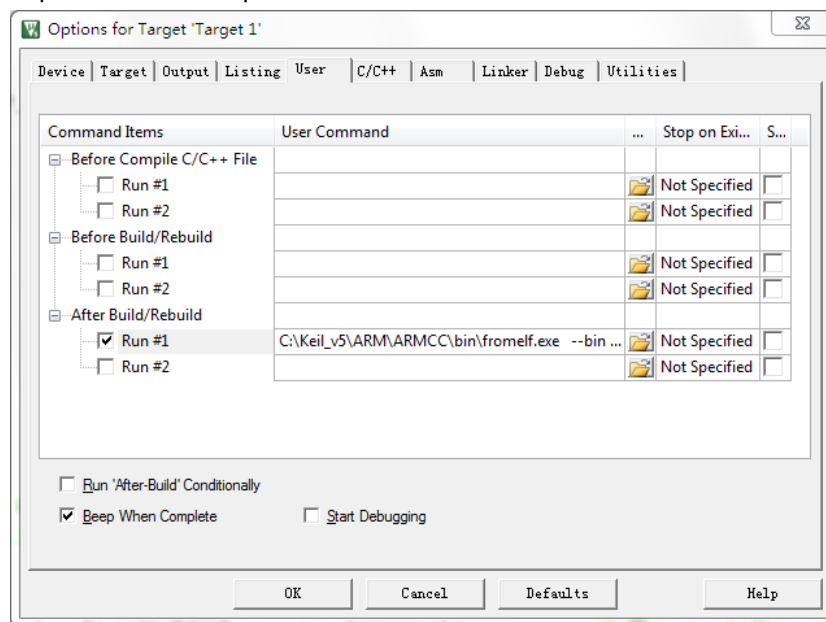 Options for Target 'Target 1'
Device Target Output Listing User C/C++ Asm Linker Debug Utilities
Command Items User Command ... Stop on Exi... S...
Before Compile C/C++ File
Run #1 Not Specified
Run #2 Not Specified
Before Build/Rebuild
Run #1 Not Specified
Run #2 Not Specified
After Build/Rebuild
Run #1 C:\Keil_v5\ARM\ARMCC\bin\fromelf.exe --bin ... Not Specified
Run #2 Not Specified
Run 'After-Build' Conditionally
Beep When Complete Start Debugging
OK Cancel Defaults Help